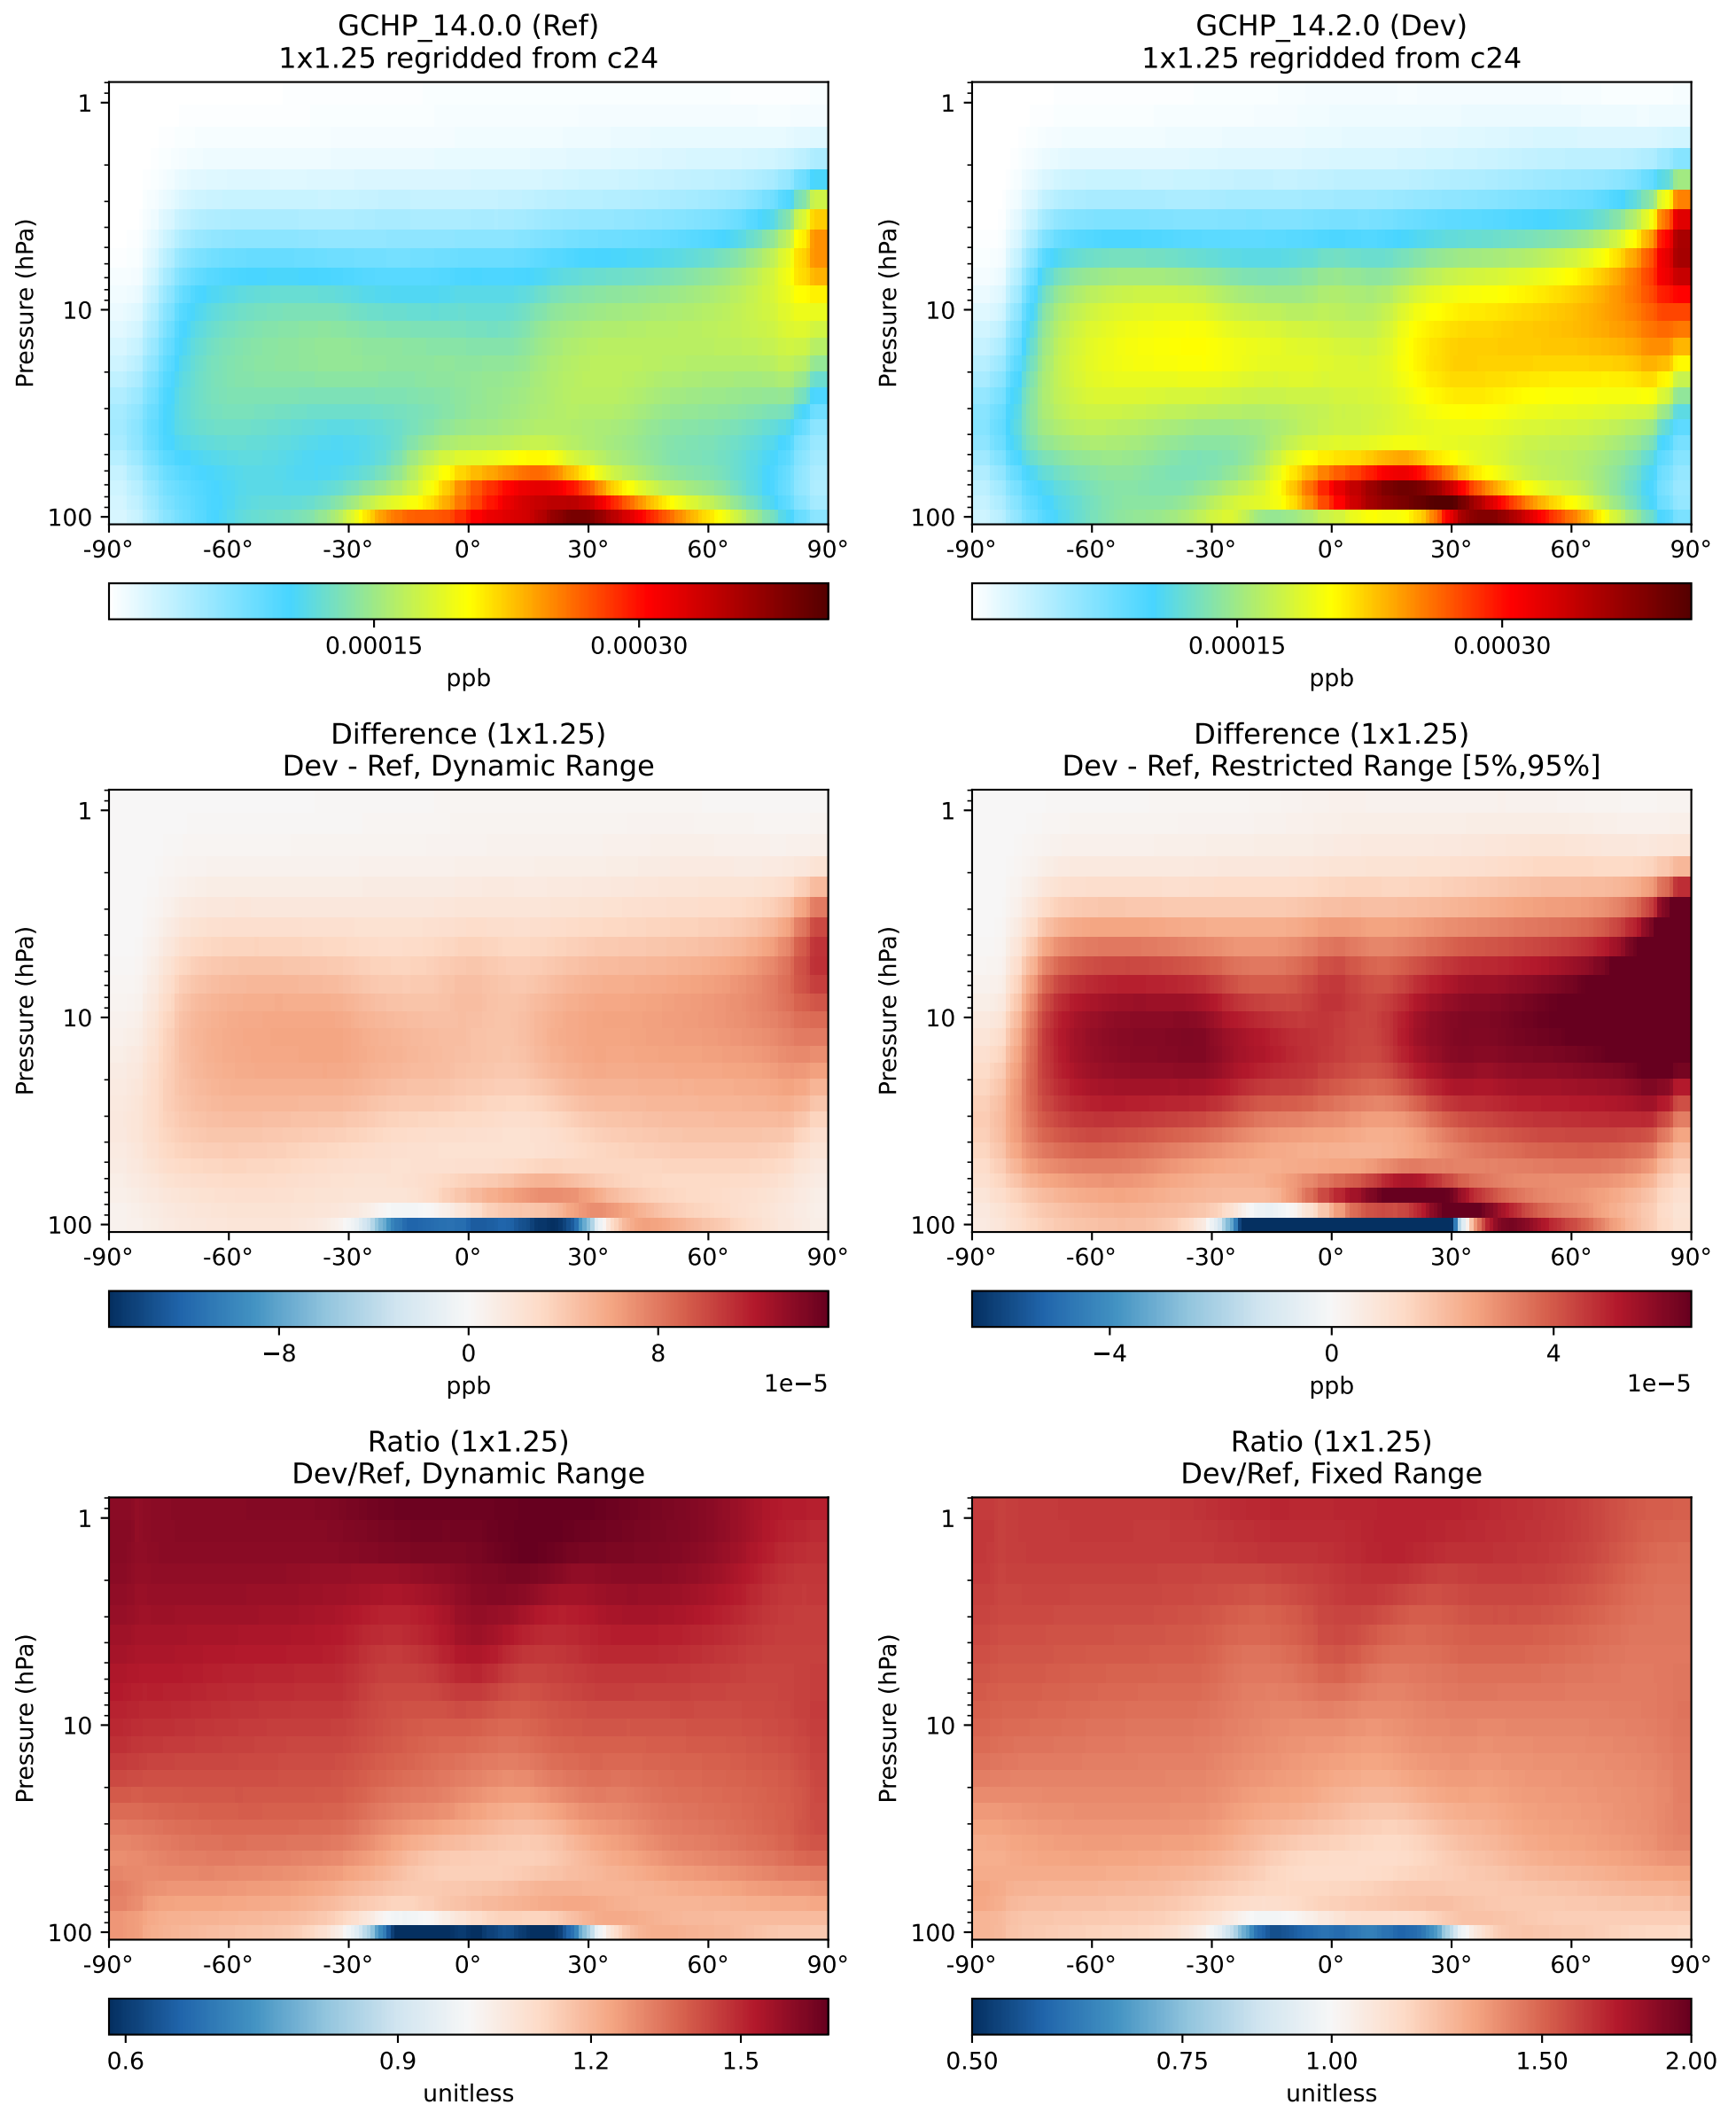 GCHP_14.0.0 (Ref)
1x1.25 regridded from c24
Pressure (hPa)
1
10
100
-90° -60° -30° 0° 30° 60° 90°
0.00015 0.00030
ppb
GCHP_14.2.0 (Dev)
1x1.25 regridded from c24
Pressure (hPa)
1
10
100
-90° -60° -30° 0° 30° 60° 90°
0.00015 0.00030
ppb
Difference (1x1.25)
Dev - Ref, Dynamic Range
Pressure (hPa)
1
10
100
-90° -60° -30° 0° 30° 60° 90°
−8 0 8
ppb 1e−5
Difference (1x1.25)
Dev - Ref, Restricted Range [5%,95%]
Pressure (hPa)
1
10
100
-90° -60° -30° 0° 30° 60° 90°
−4 0 4
ppb 1e−5
Ratio (1x1.25)
Dev/Ref, Dynamic Range
Pressure (hPa)
1
10
100
-90° -60° -30° 0° 30° 60° 90°
0.6 0.9 1.2 1.5
unitless
Ratio (1x1.25)
Dev/Ref, Fixed Range
Pressure (hPa)
1
10
100
-90° -60° -30° 0° 30° 60° 90°
0.50 0.75 1.00 1.50 2.00
unitless